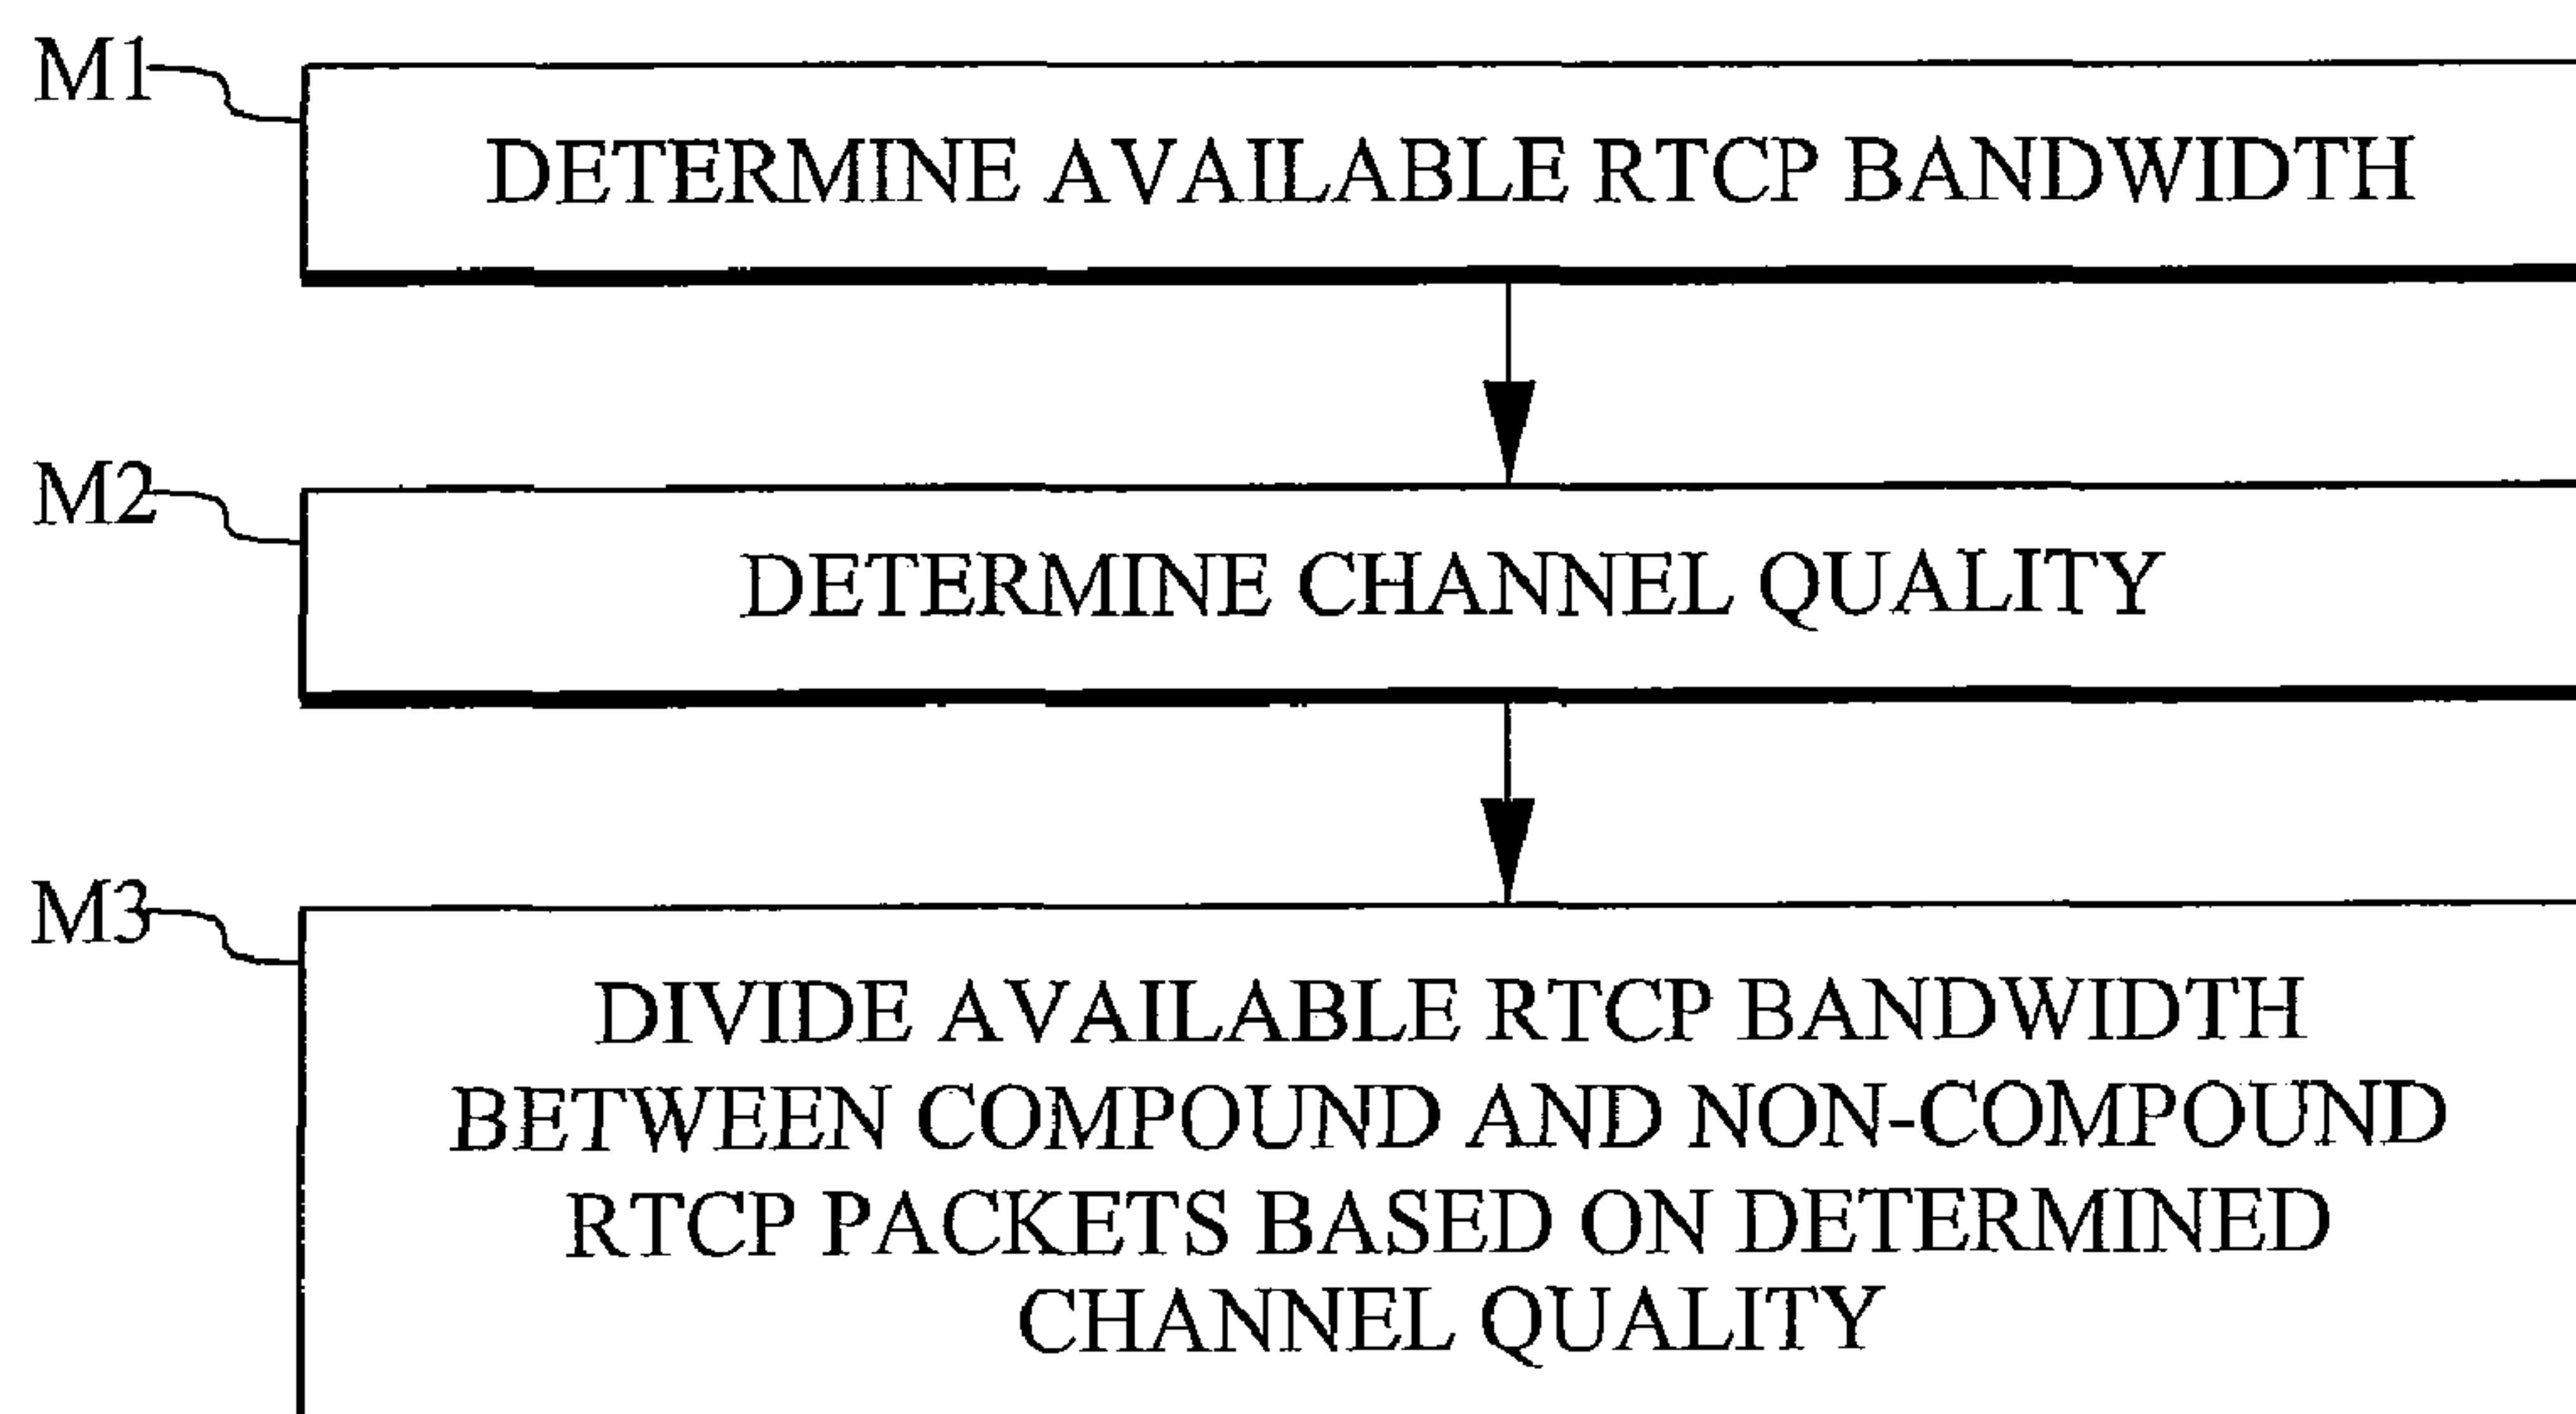 M1
DETERMINE AVAILABLE RTCP BANDWIDTH
M2
DETERMINE CHANNEL QUALITY
M3
DIVIDE AVAILABLE RTCP BANDWIDTH
BETWEEN COMPOUND AND NON-COMPOUND
RTCP PACKETS BASED ON DETERMINED
CHANNEL QUALITY